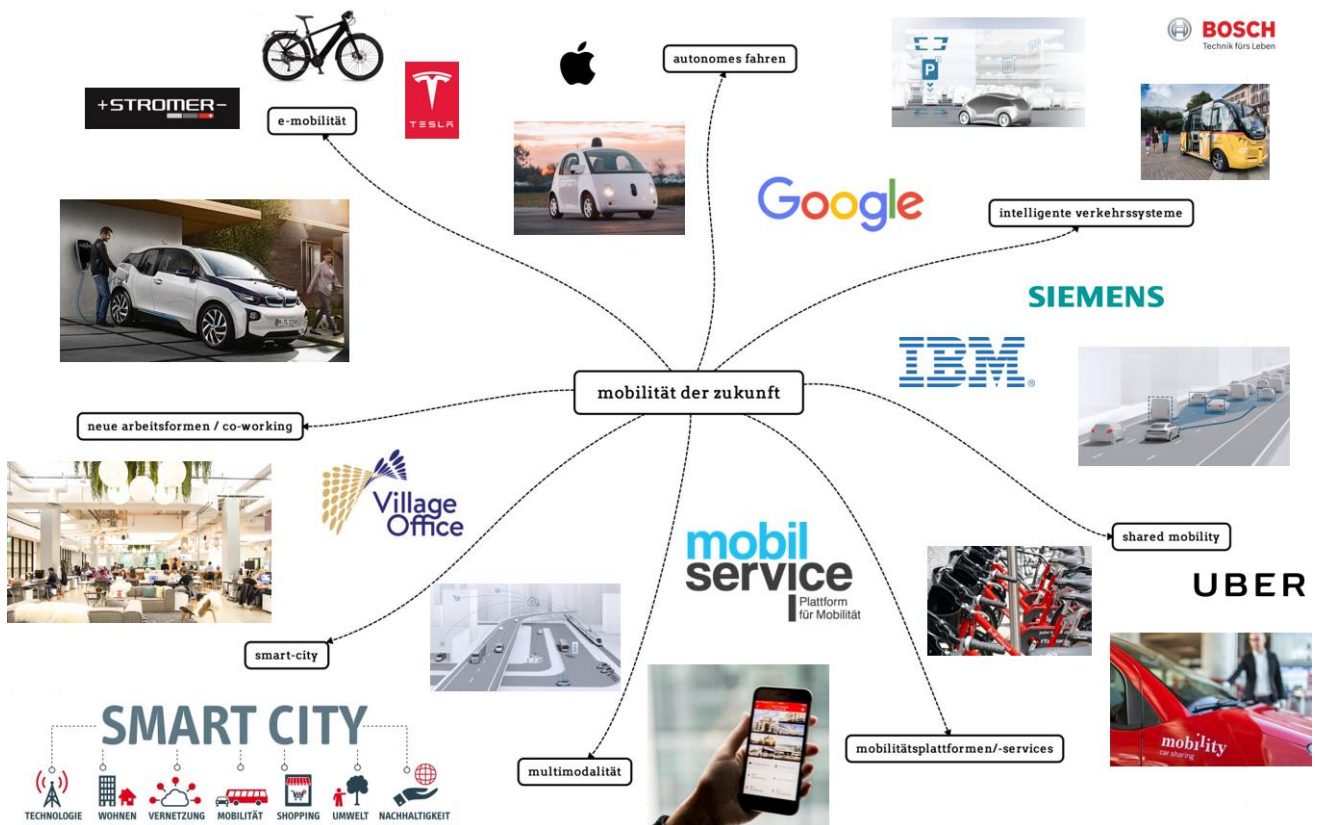 BOSCH
Technik fürs Leben
autonomes fahren
+STROMER–
e-mobilität
TESLA
P
Google
intelligente verkehrssysteme
SIEMENS
IBM
mobilität der zukunft
neue arbeitsformen / co-working
Village
Office
mobil
service
Plattform
für Mobilität
shared mobility
UBER
smart-city
mobility
car sharing
SMART CITY
mobilitätsplattformen/-services
multimodalität
TECHNOLOGIE WOHNEN VERNETZUNG MOBILITÄT SHOPPING UMWELT NACHHALTIGKEIT